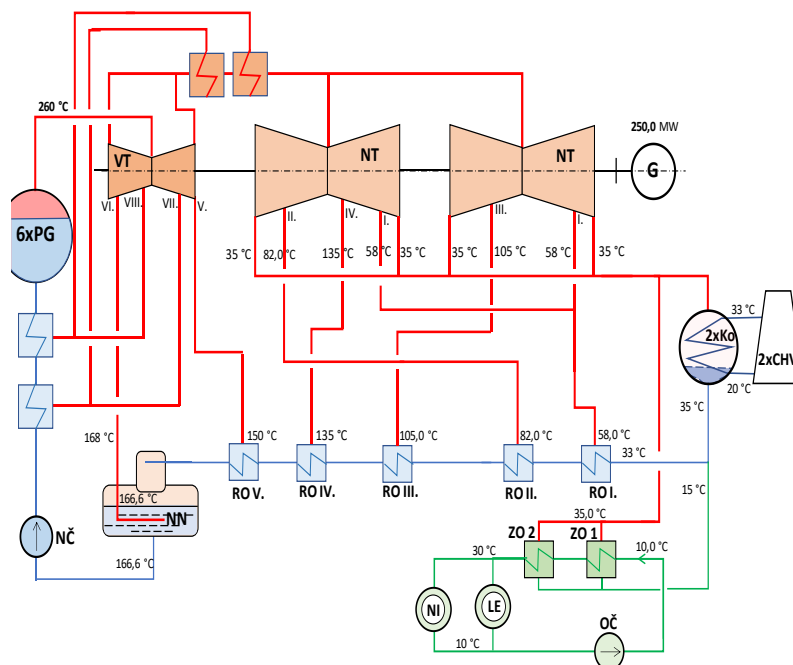 260 °C
250,0 MW
VT
NT
NT
G
VI.
VIII.
VII.
V.
II.
IV.
I.
III.
I.
6xPG
35 °C
82,0 °C
135 °C
58 °C
35 °C
35 °C
105 °C
58 °C
35 °C
33 °C
2xKo
2xCHV
20 °C
35 °C
168 °C
150 °C
135 °C
105,0 °C
82,0 °C
58,0 °C
33 °C
RO V.
RO IV.
RO III.
RO II.
RO I.
15 °C
166,6 °C
NN
NČ
166,6 °C
35,0 °C
ZO 2
ZO 1
30 °C
10,0 °C
NI
LE
OČ
10 °C